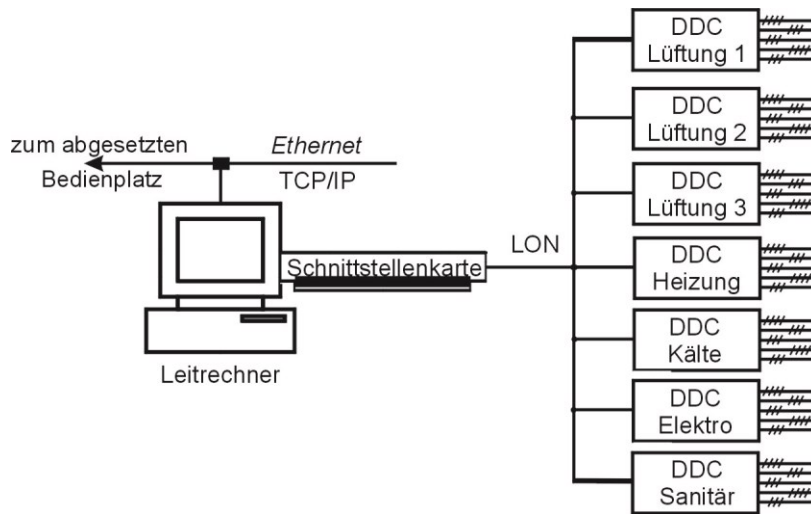 zum abgesetzten
Bedienplatz
Ethernet
TCP/IP
Schnittstellenkarte
LON
Leitrechner
DDC
Lüftung 1
DDC
Lüftung 2
DDC
Lüftung 3
DDC
Heizung
DDC
Kälte
DDC
Elektro
DDC
Sanitär